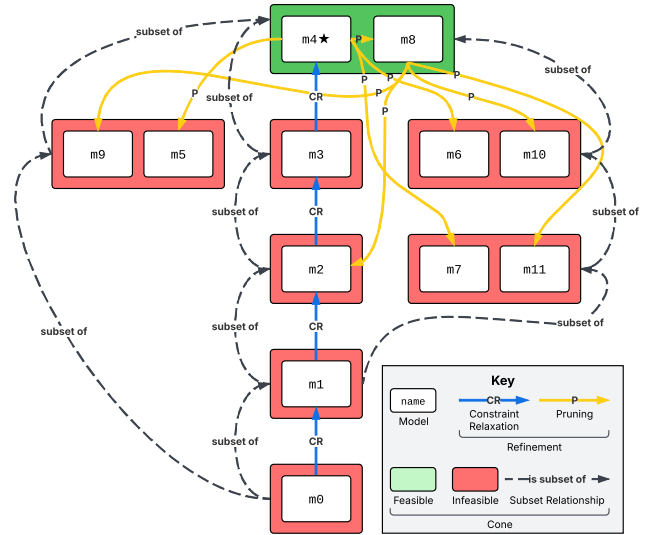 subset of
m4★
P
m8
subset of
P
P
P
P
CR
subset of
P
P
P
m9
m5
m3
m6
m10
subset of
CR
subset of
m2
m7
m11
subset of
CR
subset of
subset of
m1
Key
name
CR
P
Model
Constraint
Relaxation
Pruning
subset of
CR
Refinement
is subset of
m0
Feasible
Infeasible
Subset Relationship
Cone